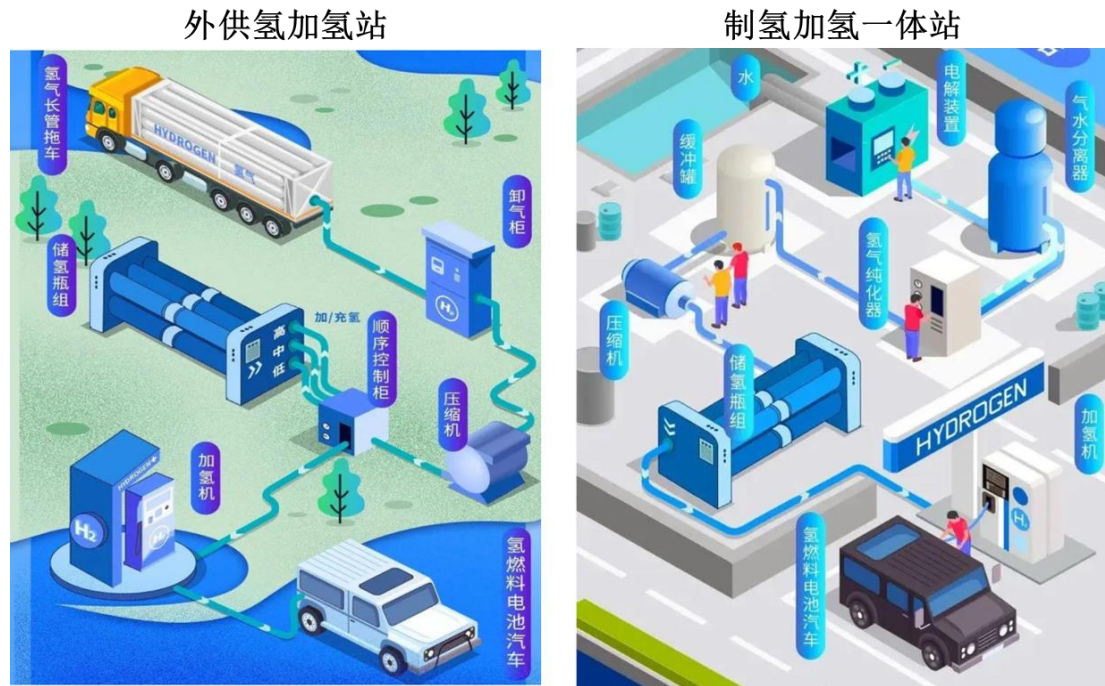 外供氢加氢站
氢气长管拖车
HYDROGEN 氢气
卸气柜
储氢瓶组
加/充氢
高
中
低
顺序控制柜
压缩机
加氢机
HYDROGEN
H₂
H₂
氢燃料电池汽车
制氢加氢一体站
水
电解装置
气水分离器
缓冲罐
氢气纯化器
压缩机
储氢瓶组
HYDROGEN
加氢机
H₂
氢燃料电池汽车